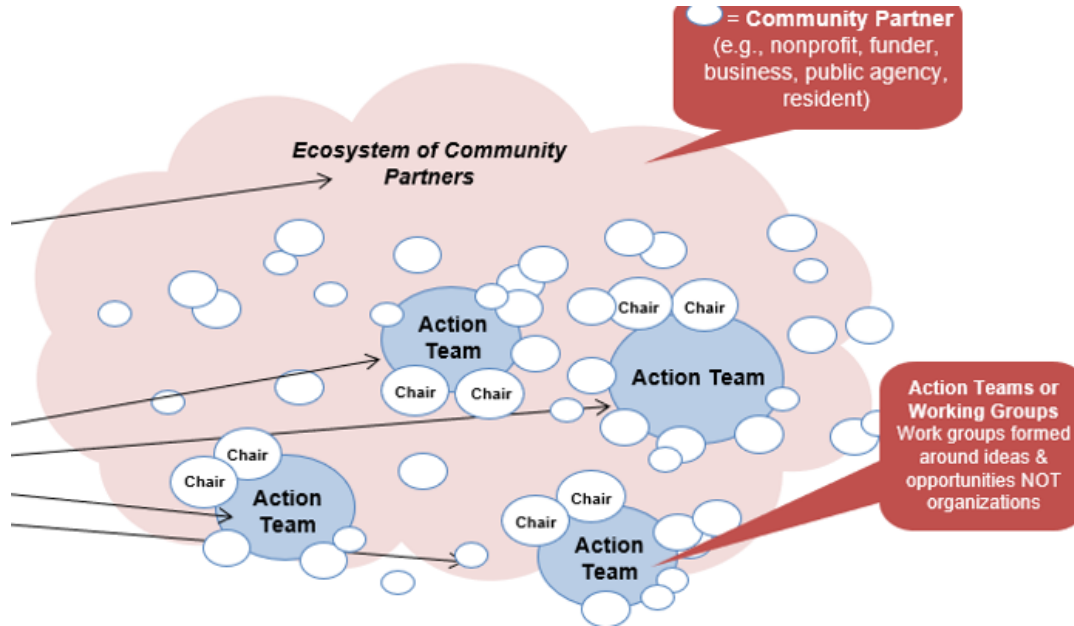 = Community Partner
(e.g., nonprofit, funder,
business, public agency,
resident)
Ecosystem of Community
Partners
Chair
Chair
Action
Team
Chair
Chair
Action Team
Action Teams or
Working Groups
Work groups formed
around ideas &
opportunities NOT
organizations
Chair
Chair
Action
Team
Chair
Chair
Action
Team